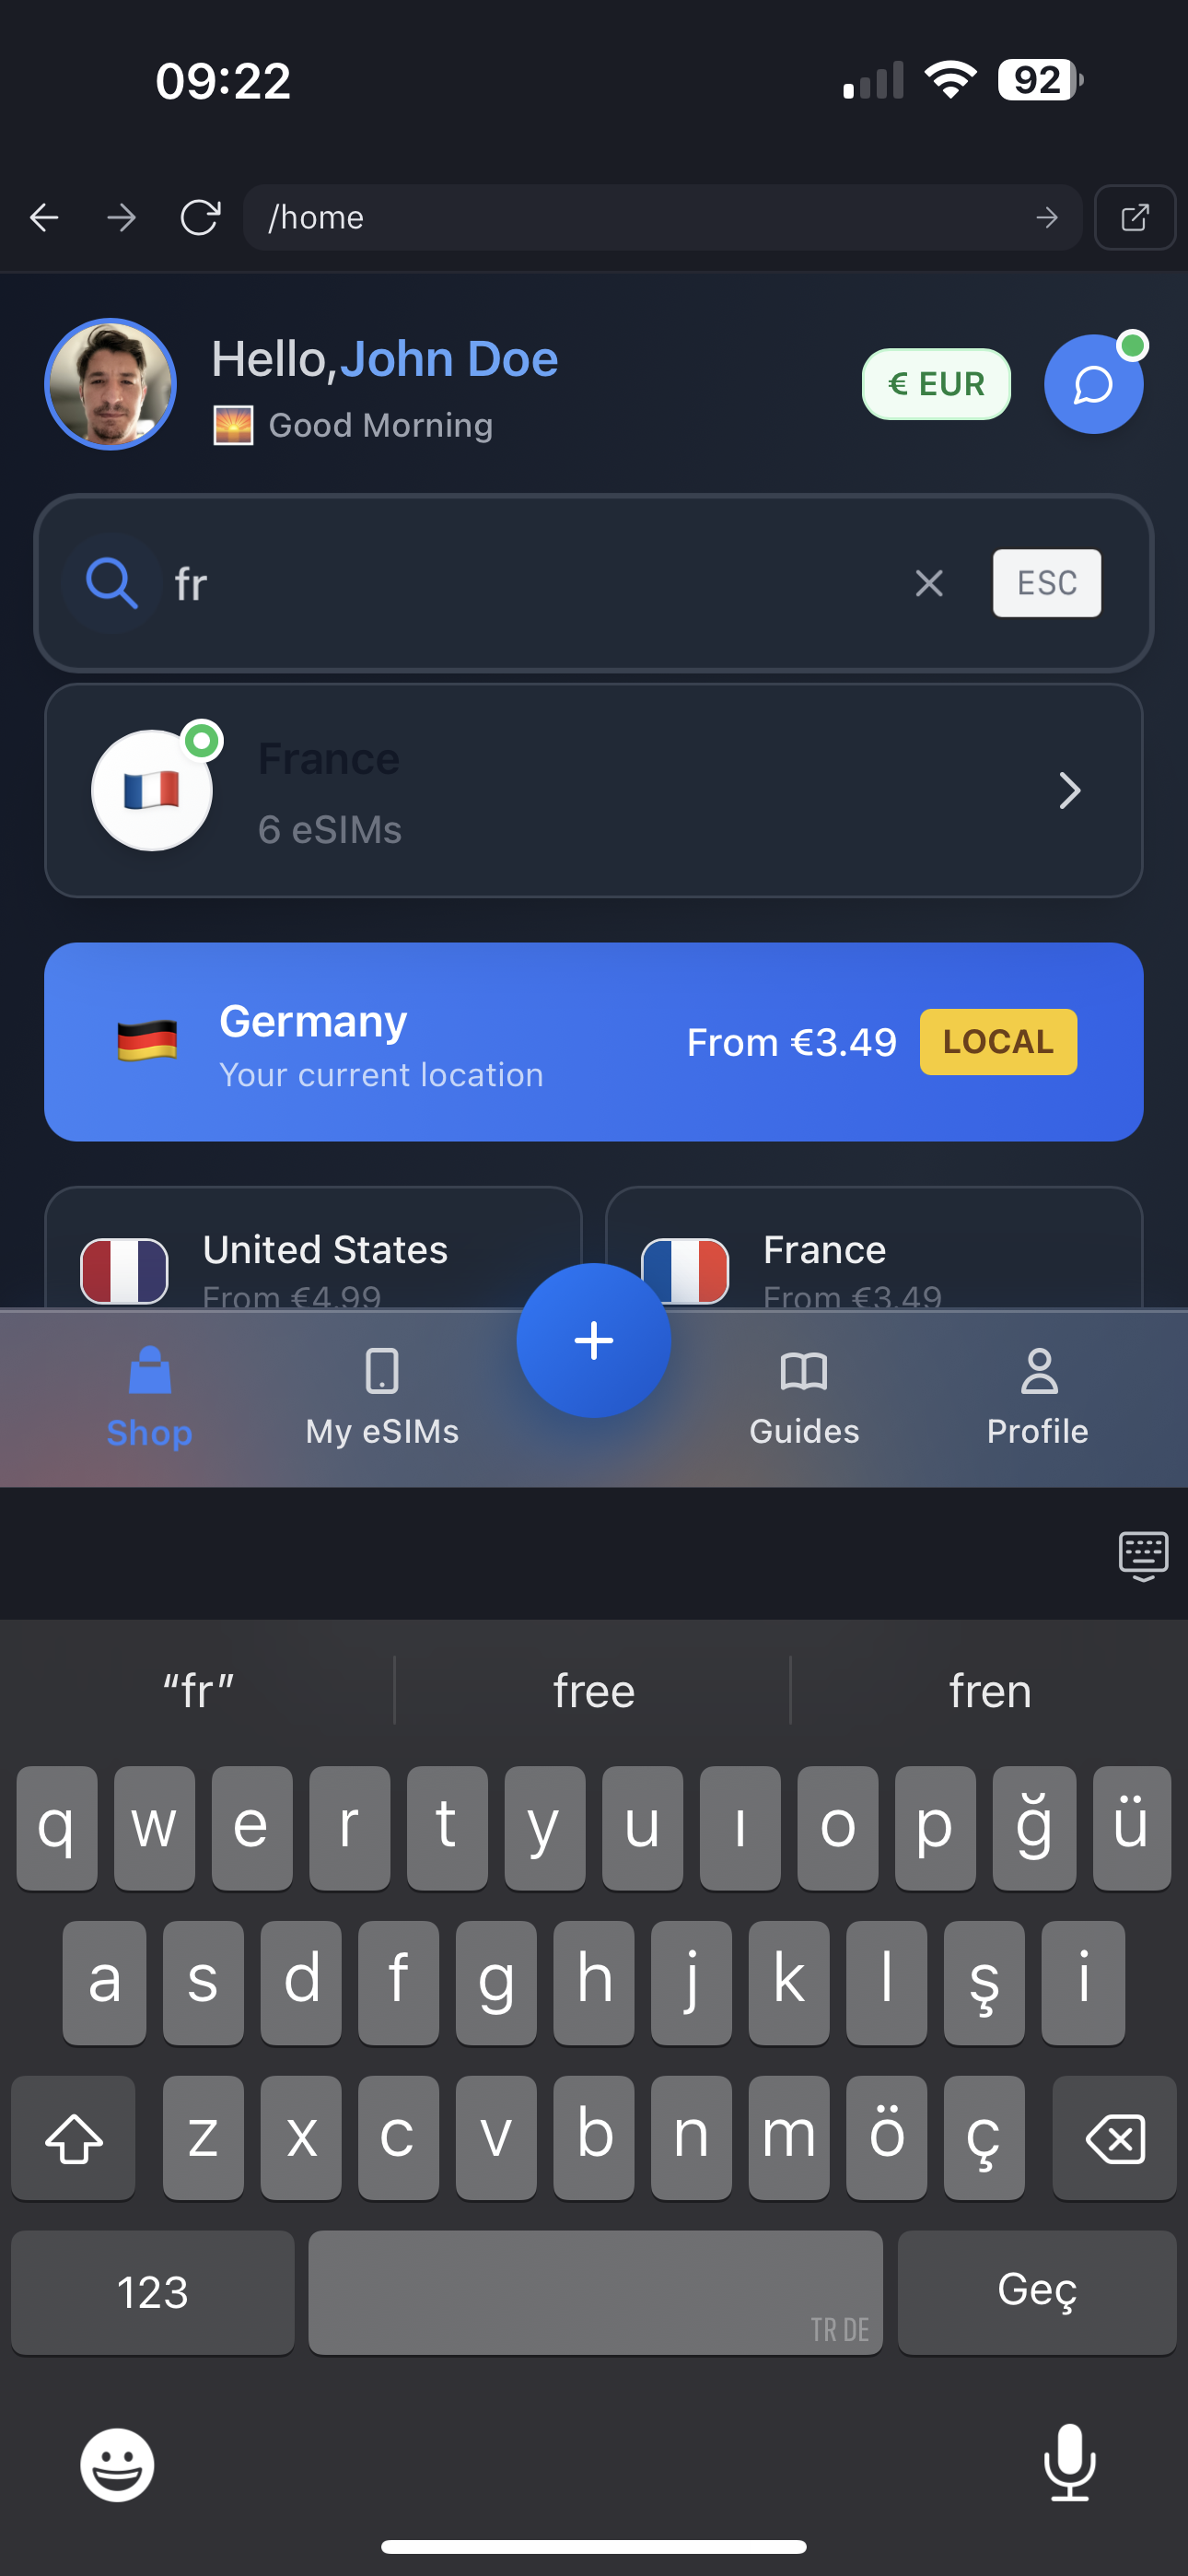 09:22
92
/home
Hello,John Doe
Good Morning
€ EUR
fr
ESC
France
6 eSIMs
Germany
Your current location
From €3.49
LOCAL
United States
From €4.99
France
From €3.49
Shop
My eSIMs
Guides
Profile
“fr”
free
fren
q w e r t y u ı o p ğ ü
a s d f g h j k l ş i
z x c v b n m ö ç
123
TR DE
Geç